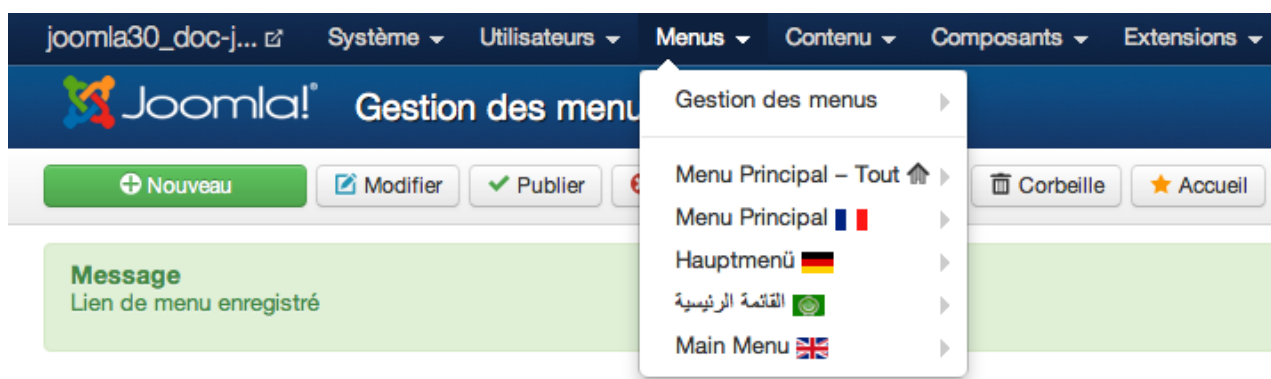 joomla30_doc-j... Système Utilisateurs Menus Contenu Composants Extensions
Joomla!® Gestion des menu
Nouveau Modifier Publier Corbeille Accueil
Message
Lien de menu enregistré
Gestion des menus
Menu Principal – Tout
Menu Principal
Hauptmenü
القائمة الرئيسية
Main Menu